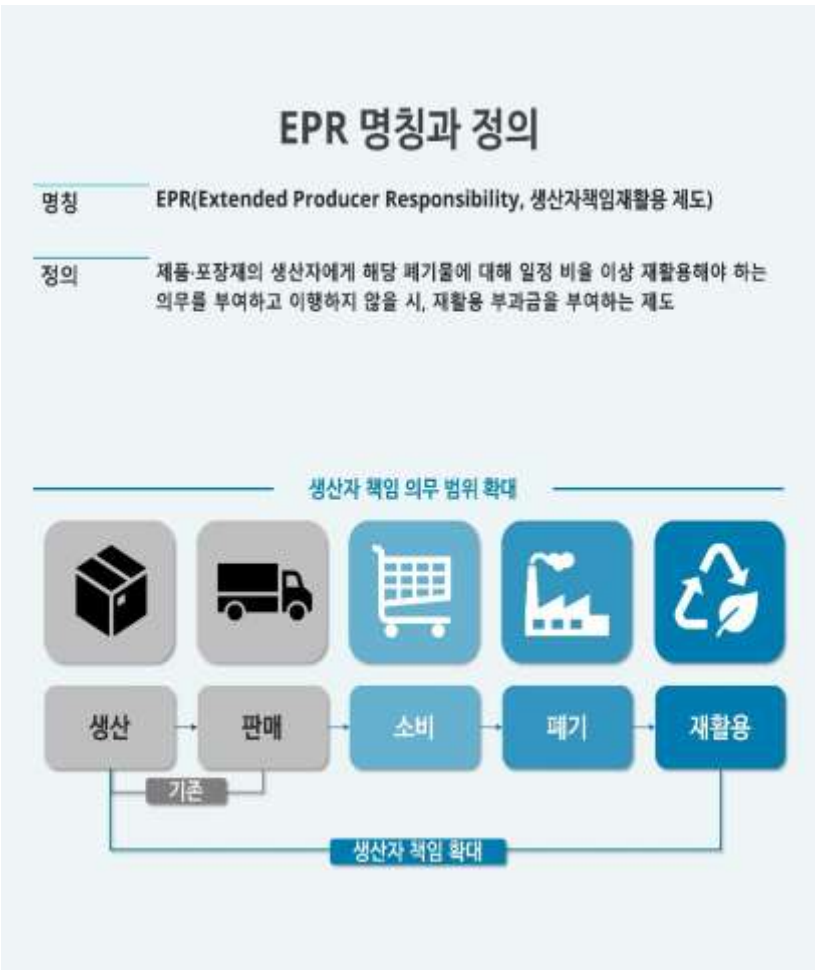 EPR 명칭과 정의
명칭
EPR(Extended Producer Responsibility, 생산자책임재활용 제도)
정의
제품·포장재의 생산자에게 해당 폐기물에 대해 일정 비율 이상 재활용해야 하는
의무를 부여하고 이행하지 않을 시, 재활용 부과금을 부여하는 제도
생산자 책임 의무 범위 확대
생산
판매
소비
폐기
재활용
기존
생산자 책임 확대